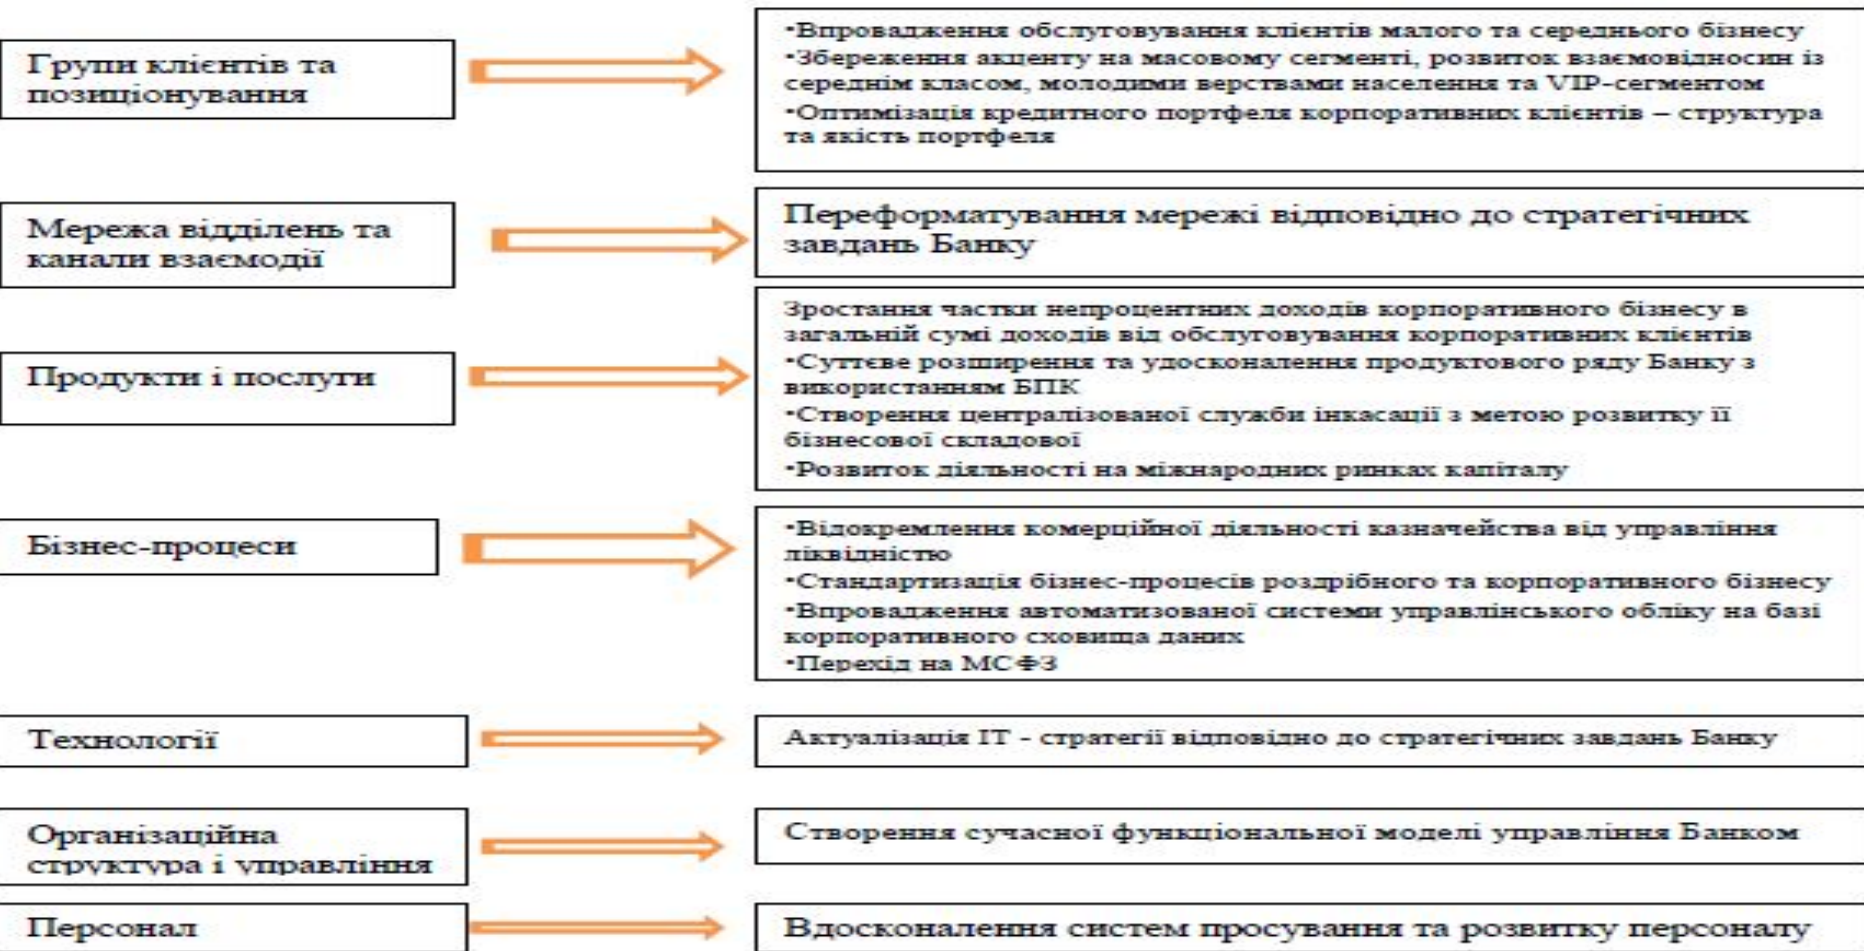 Групи клієнтів та
позиціонування
•Впровадження обслуговування клієнтів малого та середнього бізнесу
•Збереження акценту на масовому сегменті, розвиток взаємовідносин із
середнім класом, молодими верствами населення та VIP-сегментом
•Оптимізація кредитного портфеля корпоративних клієнтів – структура
та якість портфеля
Мережа відділень та
канали взаємодії
Переформатування мережі відповідно до стратегічних
завдань Банку
Продукти і послуги
Зростання частки непроцентних доходів корпоративного бізнесу в
загальній сумі доходів від обслуговування корпоративних клієнтів
•Суттєве розширення та удосконалення продуктового ряду Банку з
використанням БПК
•Створення централізованої служби інкасації з метою розвитку її
бізнесової складової
•Розвиток діяльності на міжнародних ринках капіталу
Бізнес-процеси
•Відокремлення комерційної діяльності казначейства від управління
ліквідністю
•Стандартизація бізнес-процесів роздрібного та корпоративного бізнесу
•Впровадження автоматизованої системи управлінського обліку на базі
корпоративного сховища даних
•Перехід на МСФЗ
Технології
Актуалізація ІТ - стратегії відповідно до стратегічних завдань Банку
Організаційна
структура і управління
Створення сучасної функціональної моделі управління Банком
Персонал
Вдосконалення систем просування та розвитку персоналу